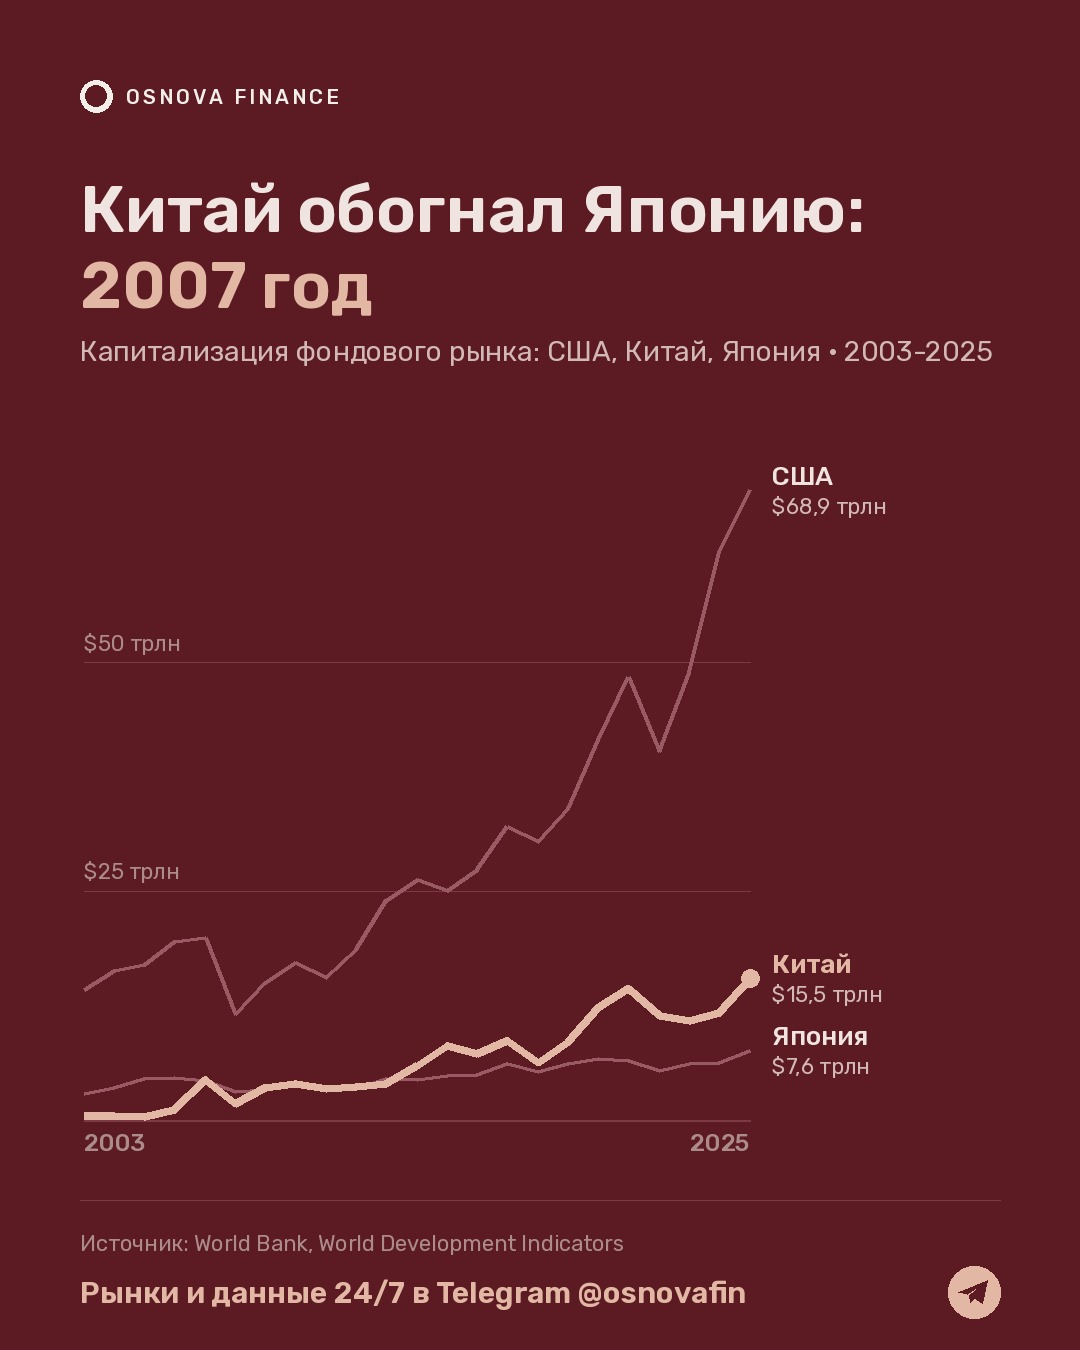 OSNOVA FINANCE
Китай обогнал Японию:
2007 год
Капитализация фондового рынка: США, Китай, Япония • 2003-2025
США
$68,9 трлн
$50 трлн
$25 трлн
Китай
$15,5 трлн
Япония
$7,6 трлн
2003
2025
Источник: World Bank, World Development Indicators
Рынки и данные 24/7 в Telegram @osnovafin